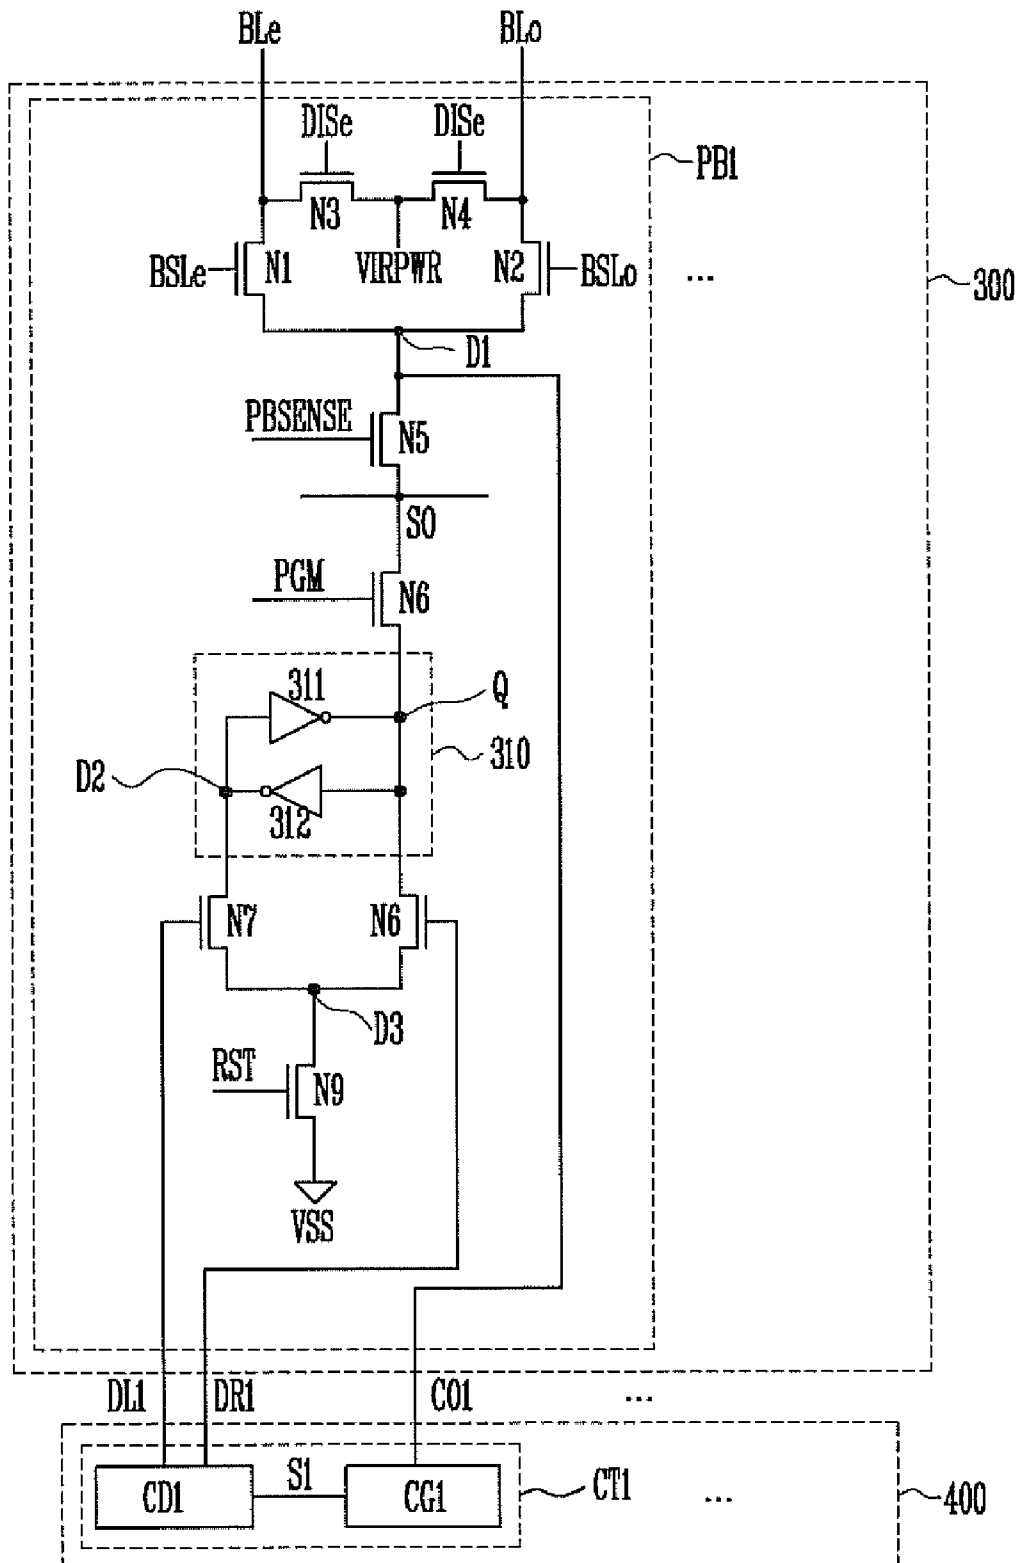 BLe
BLo
DISe
DISe
PB1
N3
N4
BSLe
N1
VIRPWR
N2
BSLo
...
300
D1
PBSENSE
N5
SO
PGM
N6
311
Q
310
D2
312
N7
N6
D3
RST
N9
VSS
DL1
DR1
CO1
...
S1
CD1
CG1
CT1
...
400